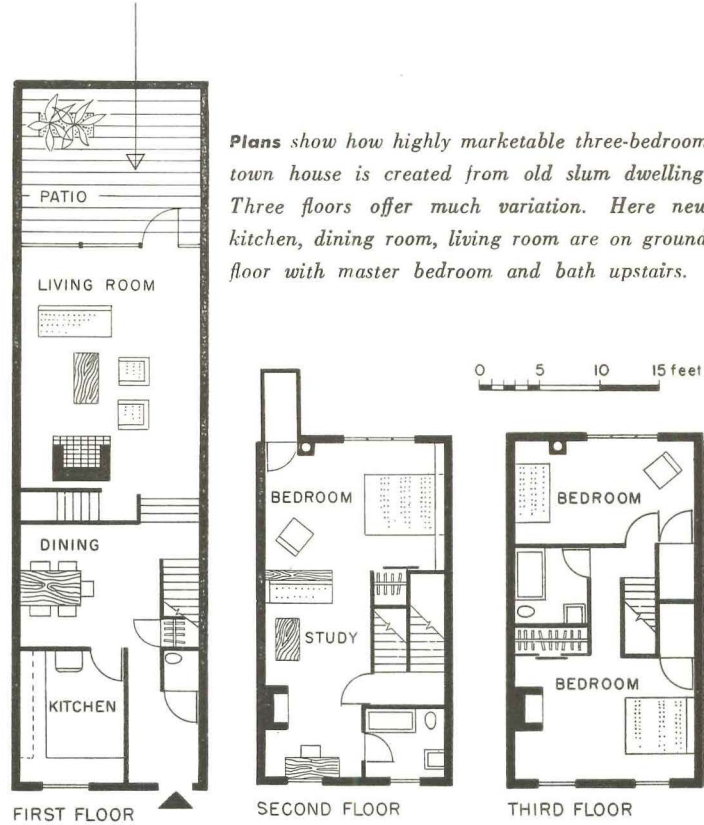 Plans show how highly marketable three-bedroom
town house is created from old slum dwelling
Three floors offer much variation. Here new
kitchen, dining room, living room are on ground
floor with master bedroom and bath upstairs.
PATIO
LIVING ROOM
DINING
KITCHEN
FIRST FLOOR
0 5 10 15 feet
BEDROOM
STUDY
SECOND FLOOR
BEDROOM
BEDROOM
THIRD FLOOR